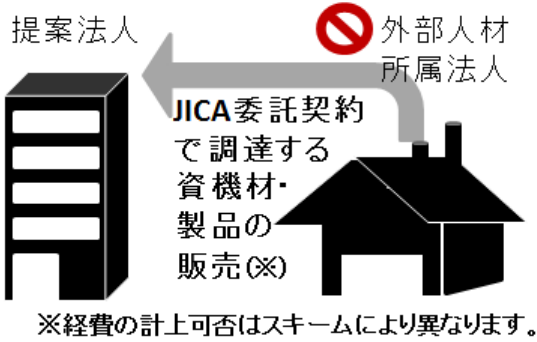 提案法人
外部人材
所属法人
JICA委託契約
で調達する
資機材・
製品の
販売(※)
※経費の計上可否はスキームにより異なります。